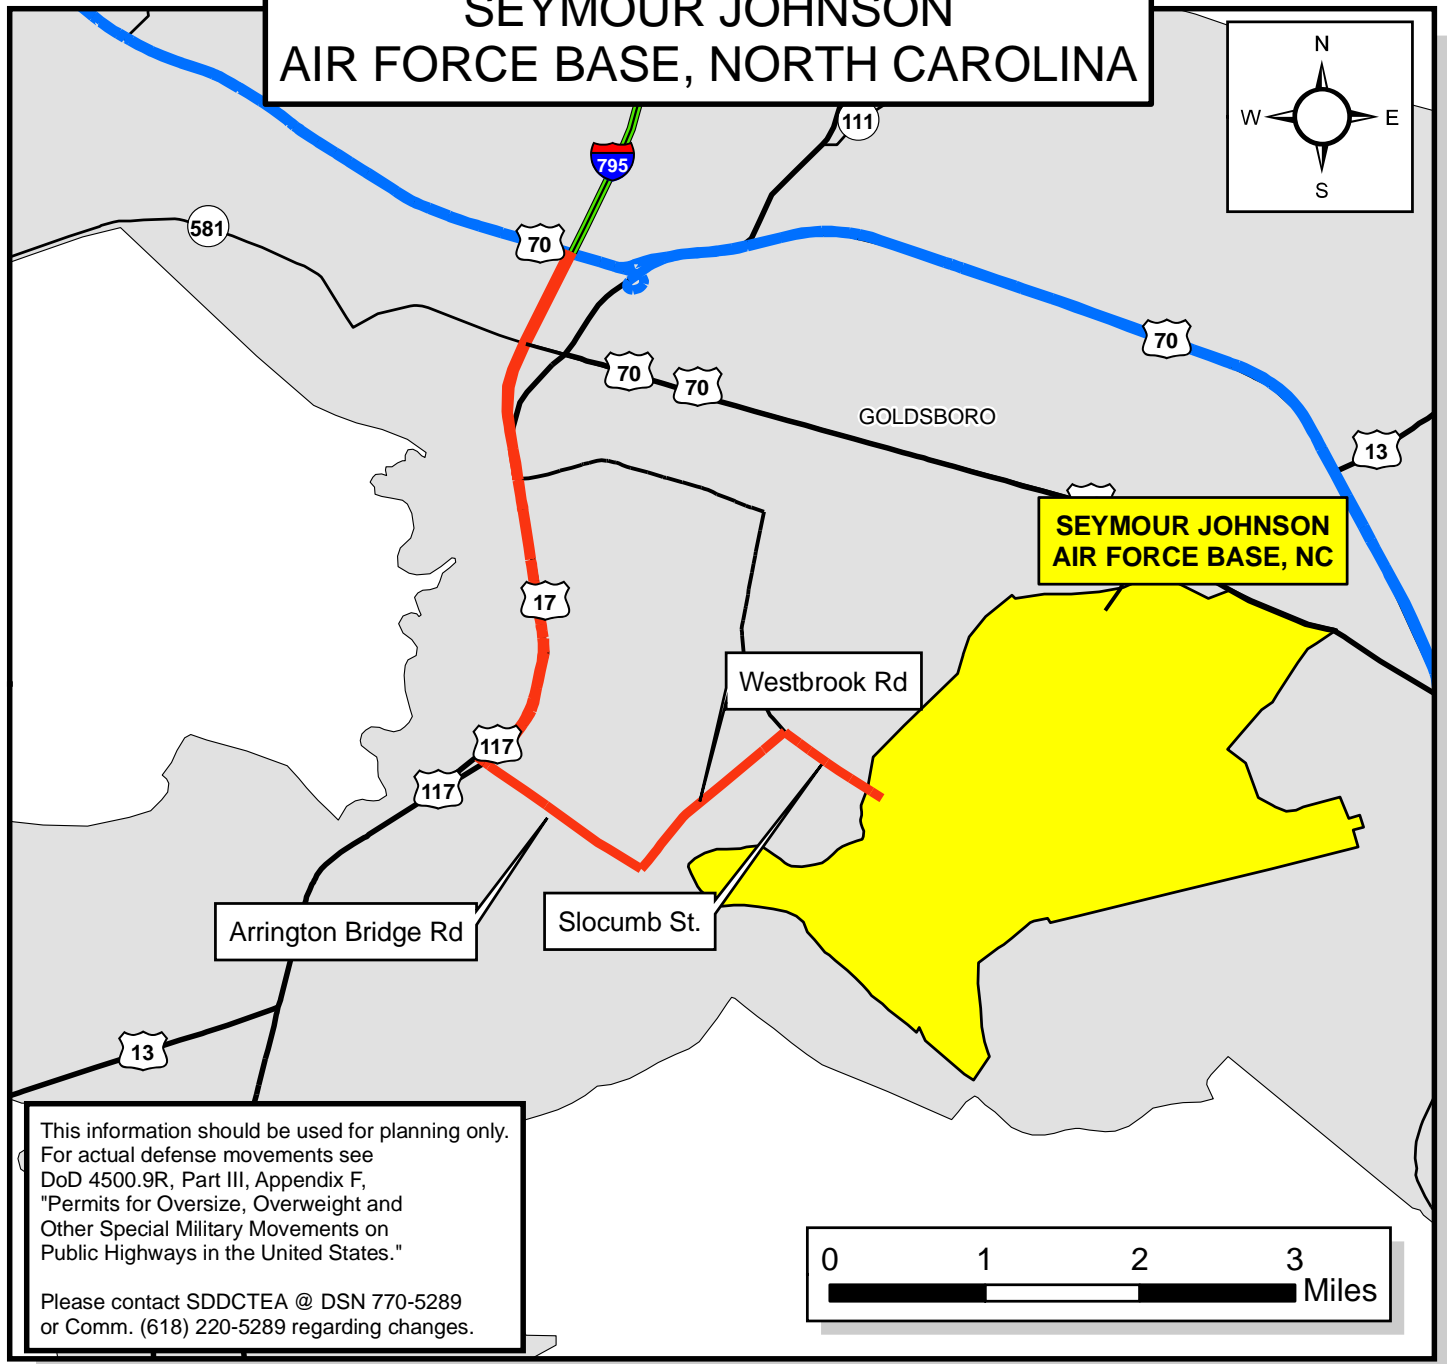 SEYMOUR JOHNSON
AIR FORCE BASE, NORTH CAROLINA
N
W
E
S
111
795
581
70
70
70
70
GOLDSBORO
13
SEYMOUR JOHNSON
AIR FORCE BASE, NC
17
Westbrook Rd
117
117
Arrington Bridge Rd
Slocumb St.
13
This information should be used for planning only.
For actual defense movements see
DoD 4500.9R, Part III, Appendix F,
"Permits for Oversize, Overweight and
Other Special Military Movements on
Public Highways in the United States."
Please contact SDDCTEA @ DSN 770-5289
or Comm. (618) 220-5289 regarding changes.
0 1 2 3
Miles